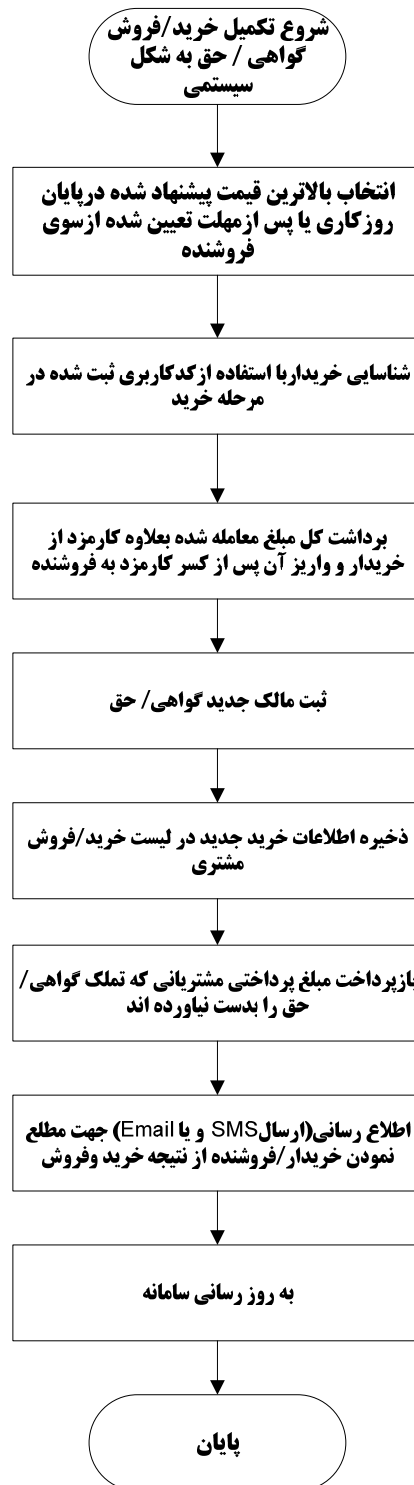 شروع تکمیل خرید/فروش
گواهی / حق به شکل
سیستمی
انتخاب بالاترین قیمت پیشنهاد شده درپایان
روزکاری یا پس ازمهلت تعیین شده ازسوی
فروشنده
شناسایی خریداربا استفاده ازکدکاربری ثبت شده در
مرحله خرید
برداشت کل مبلغ معامله شده بعلاوه کارمزد از
خریدار و واریز آن پس از کسر کارمزد به فروشنده
ثبت مالک جدید گواهی/ حق
ذخیره اطلاعات خرید جدید در لیست خرید/فروش
مشتری
بازپرداخت مبلغ پرداختی مشتریانی که تملک گواهی/
حق را بدست نیاورده اند
اطلاع رسانی(ارسالSMS و یا Email) جهت مطلع
نمودن خریدار/فروشنده از نتیجه خرید وفروش
به روز رسانی سامانه
پایان